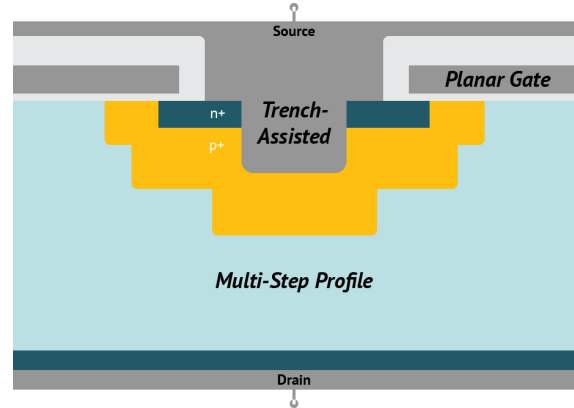 Source
Planar Gate
n+
Trench-
Assisted
p+
Multi-Step Profile
Drain